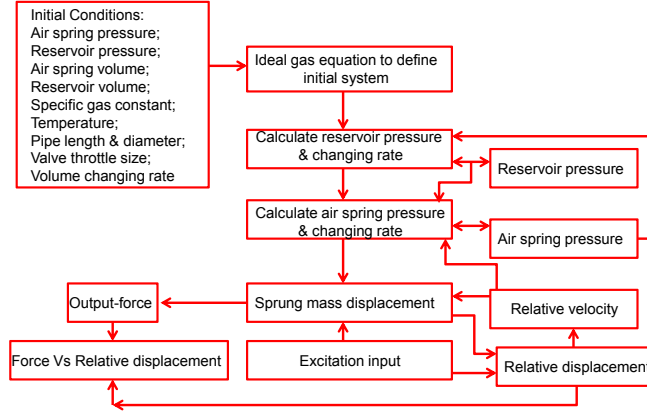 Initial Conditions:
Air spring pressure;
Reservoir pressure;
Air spring volume;
Reservoir volume;
Specific gas constant;
Temperature;
Pipe length & diameter;
Valve throttle size;
Volume changing rate
Ideal gas equation to define
initial system
Calculate reservoir pressure
& changing rate
Reservoir pressure
Calculate air spring pressure
& changing rate
Air spring pressure
Output-force
Sprung mass displacement
Relative velocity
Force Vs Relative displacement
Excitation input
Relative displacement